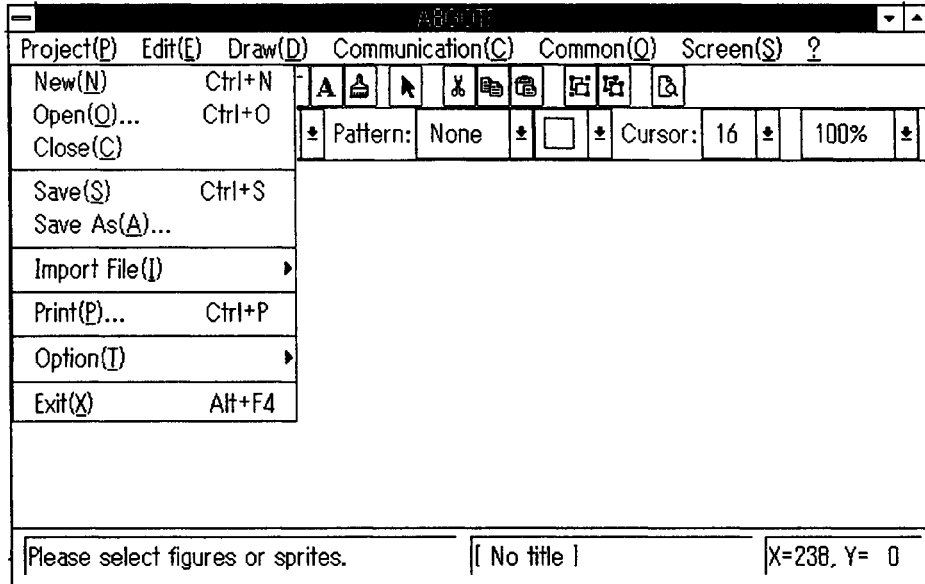 Project(P) Edit(E) Draw(D) Communication(C) Common(O) Screen(S) ?
New(N) Ctrl+N
Open(O)... Ctrl+O
Close(C)
Pattern: None Cursor: 16 100%
Save(S) Ctrl+S
Save As(A)...
Import File(I)
Print(P)... Ctrl+P
Option(T)
Exit(X) Alt+F4
Please select figures or sprites. [ No title ] X=238, Y= 0